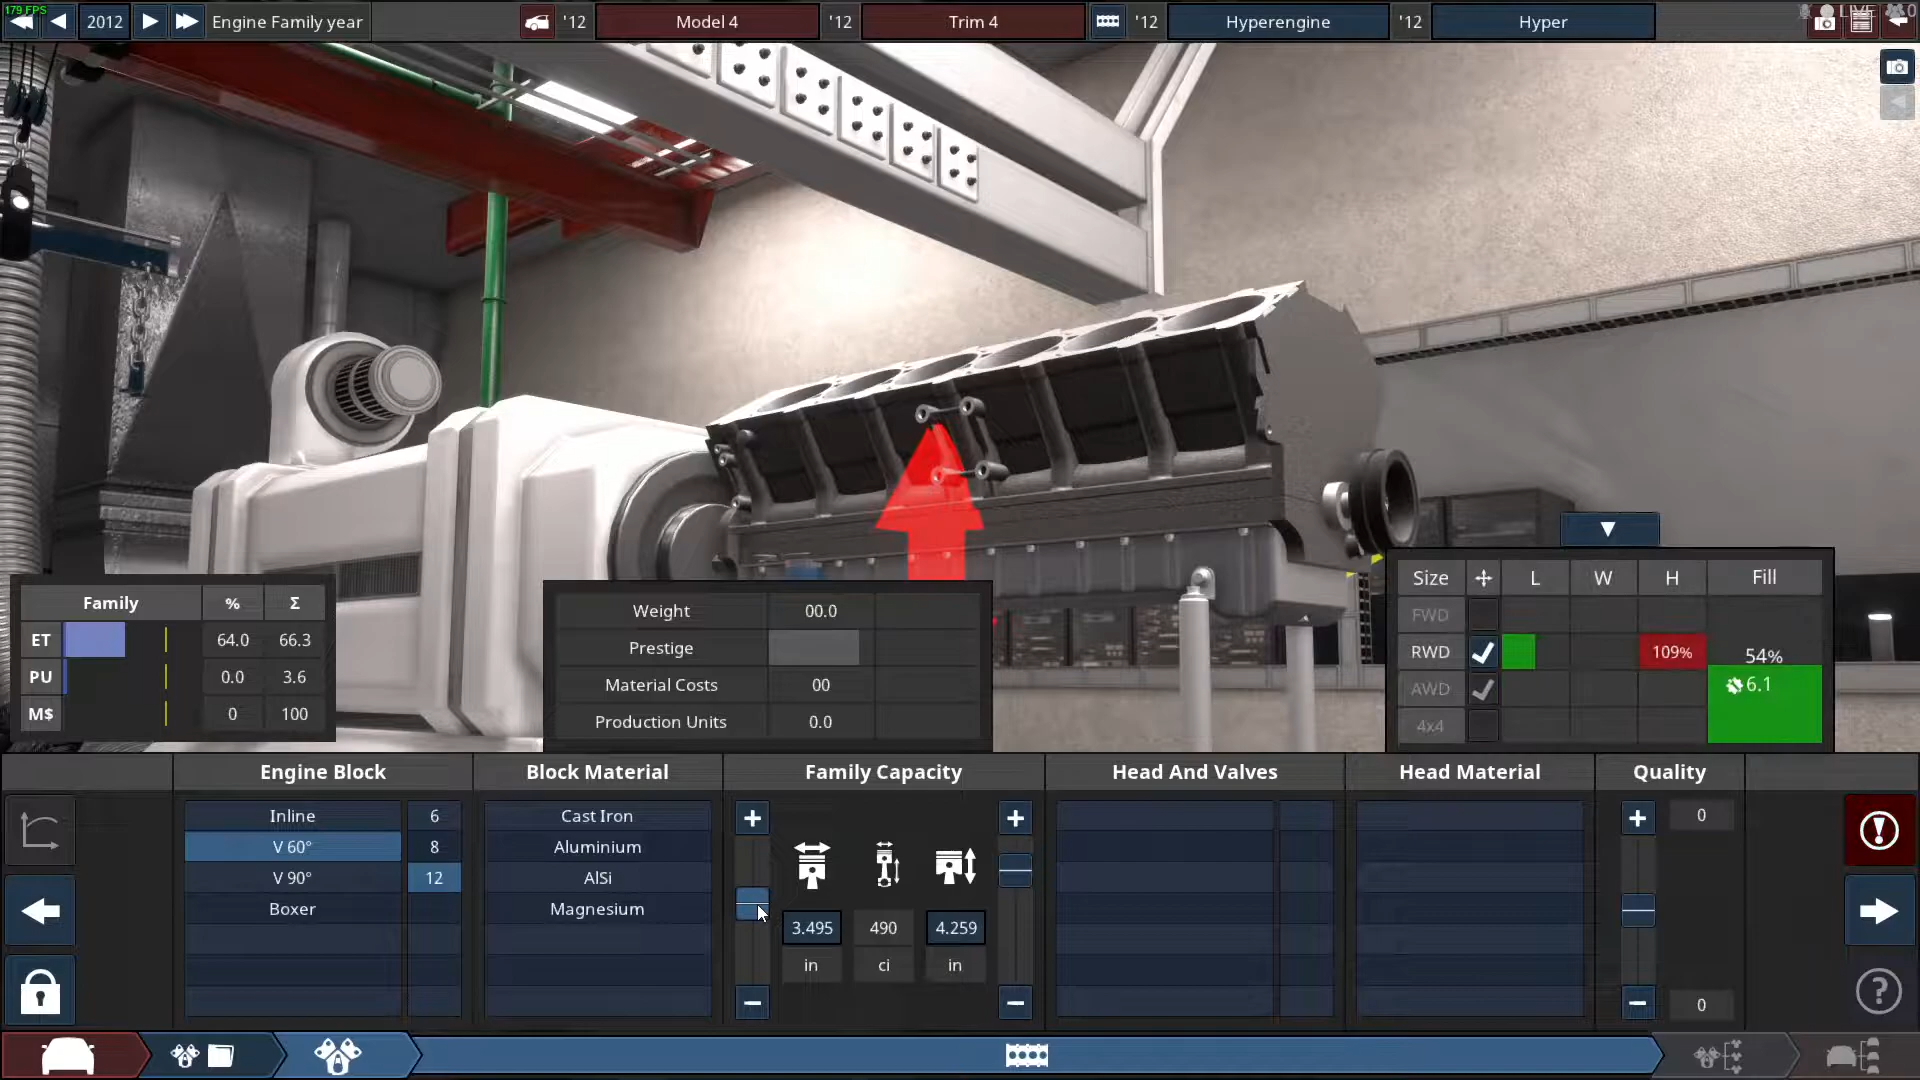 179 FPS
2012 Engine Family year '12 Model 4 '12 Trim 4 '12 Hyperengine '12 Hyper
LIVE 0
Size L W H Fill
FWD
RWD 109% 54%
AWD 6.1
4x4
Family % Σ
ET 64.0 66.3
PU 0.0 3.6
M$ 0 100
Weight 00.0
Prestige
Material Costs 00
Production Units 0.0
Engine Block Block Material Family Capacity Head And Valves Head Material Quality
Inline 6 Cast Iron + + + 0
V 60° 8 Aluminium
V 90° 12 AlSi
Boxer Magnesium
3.495 490 4.259
in ci in
− − − 0
?